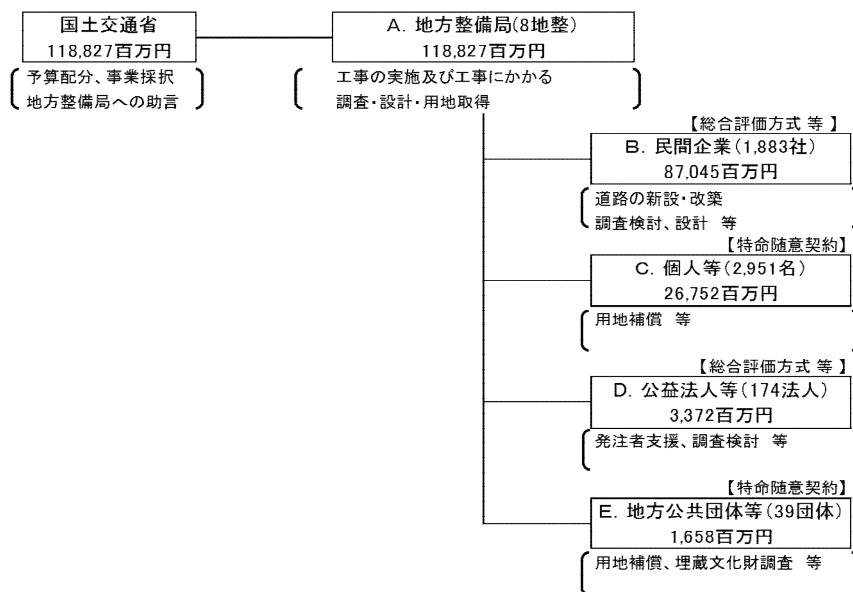 国土交通省
118,827百万円
予算配分、事業採択
地方整備局への助言
A. 地方整備局(8地整)
118,827百万円
工事の実施及び工事にかかる
調査・設計・用地取得
【総合評価方式 等 】
B. 民間企業(1,883社)
87,045百万円
道路の新設・改築
調査検討、設計 等
【特命随意契約】
C. 個人等(2,951名)
26,752百万円
用地補償 等
【総合評価方式 等 】
D. 公益法人等(174法人)
3,372百万円
発注者支援、調査検討 等
【特命随意契約】
E. 地方公共団体等(39団体)
1,658百万円
用地補償、埋蔵文化財調査 等